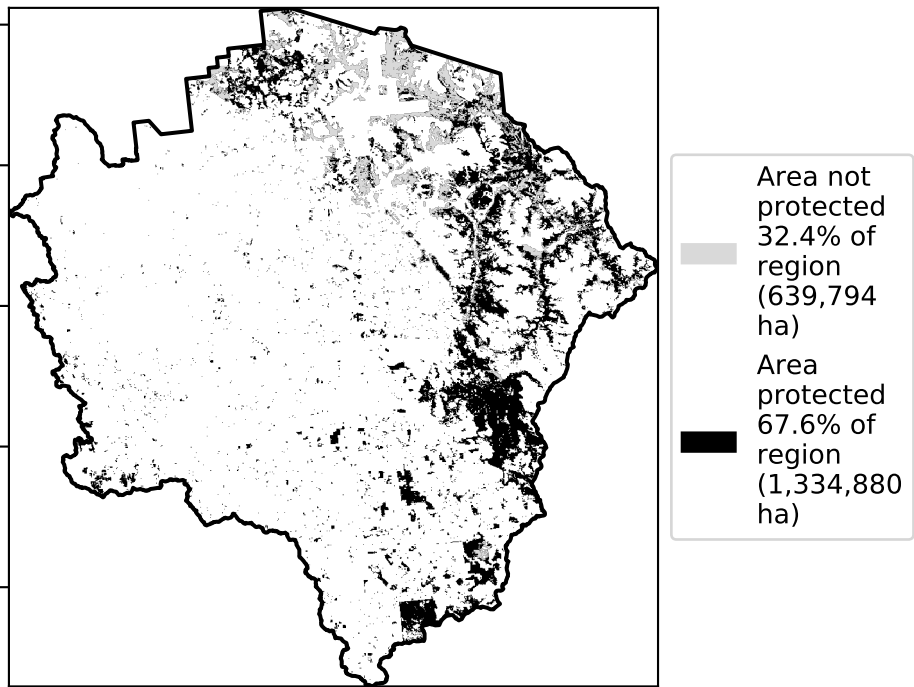 Area not
protected
32.4% of
region
(639,794
ha)
Area
protected
67.6% of
region
(1,334,880
ha)